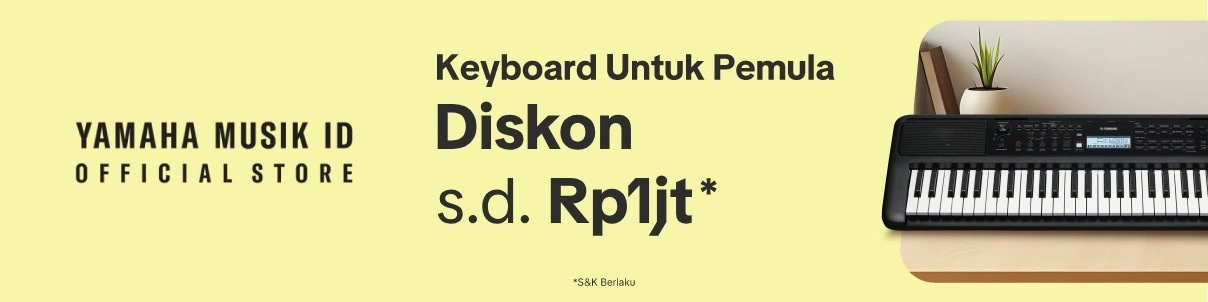 YAMAHA MUSIK ID
OFFICIAL STORE
Keyboard Untuk Pemula
Diskon
s.d. Rp1jt*
*S&K Berlaku